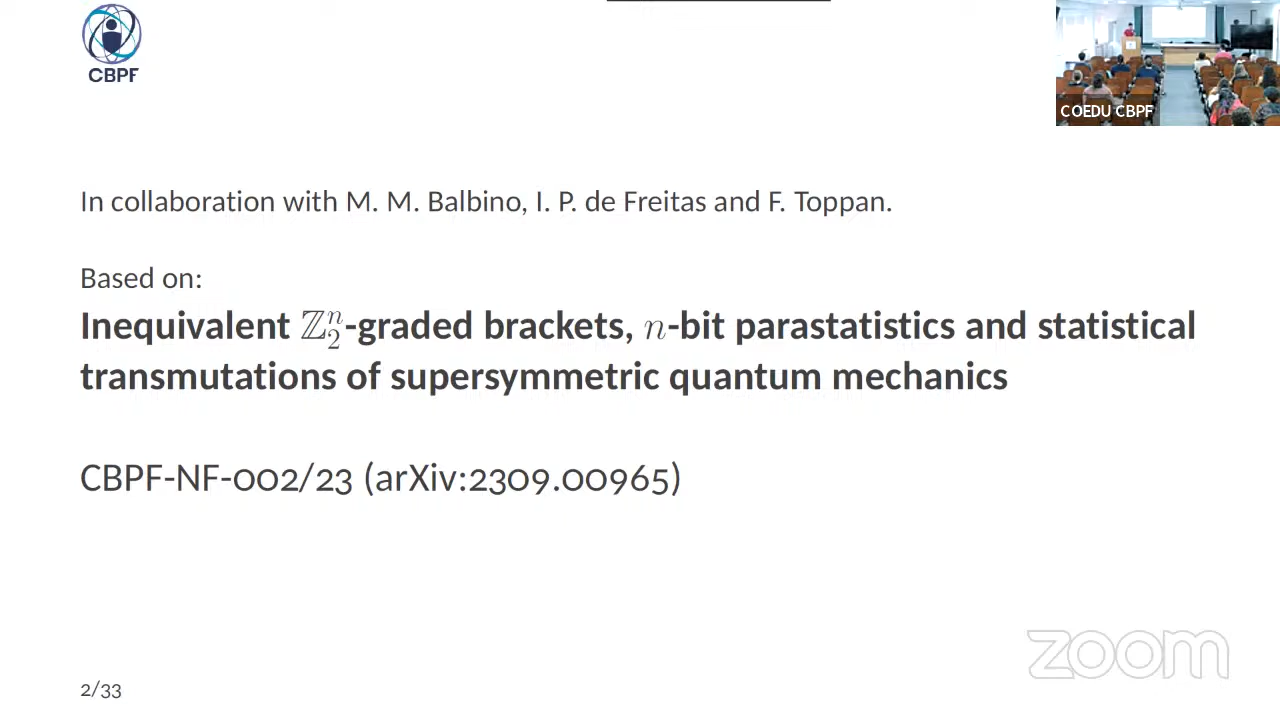 CBPF
COEDU CBPF
In collaboration with M. M. Balbino, I. P. de Freitas and F. Toppan.
Based on:
Inequivalent ℤ₂ⁿ-graded brackets, n-bit parastatistics and statistical
transmutations of supersymmetric quantum mechanics
CBPF-NF-002/23 (arXiv:2309.00965)
zoom
2/33